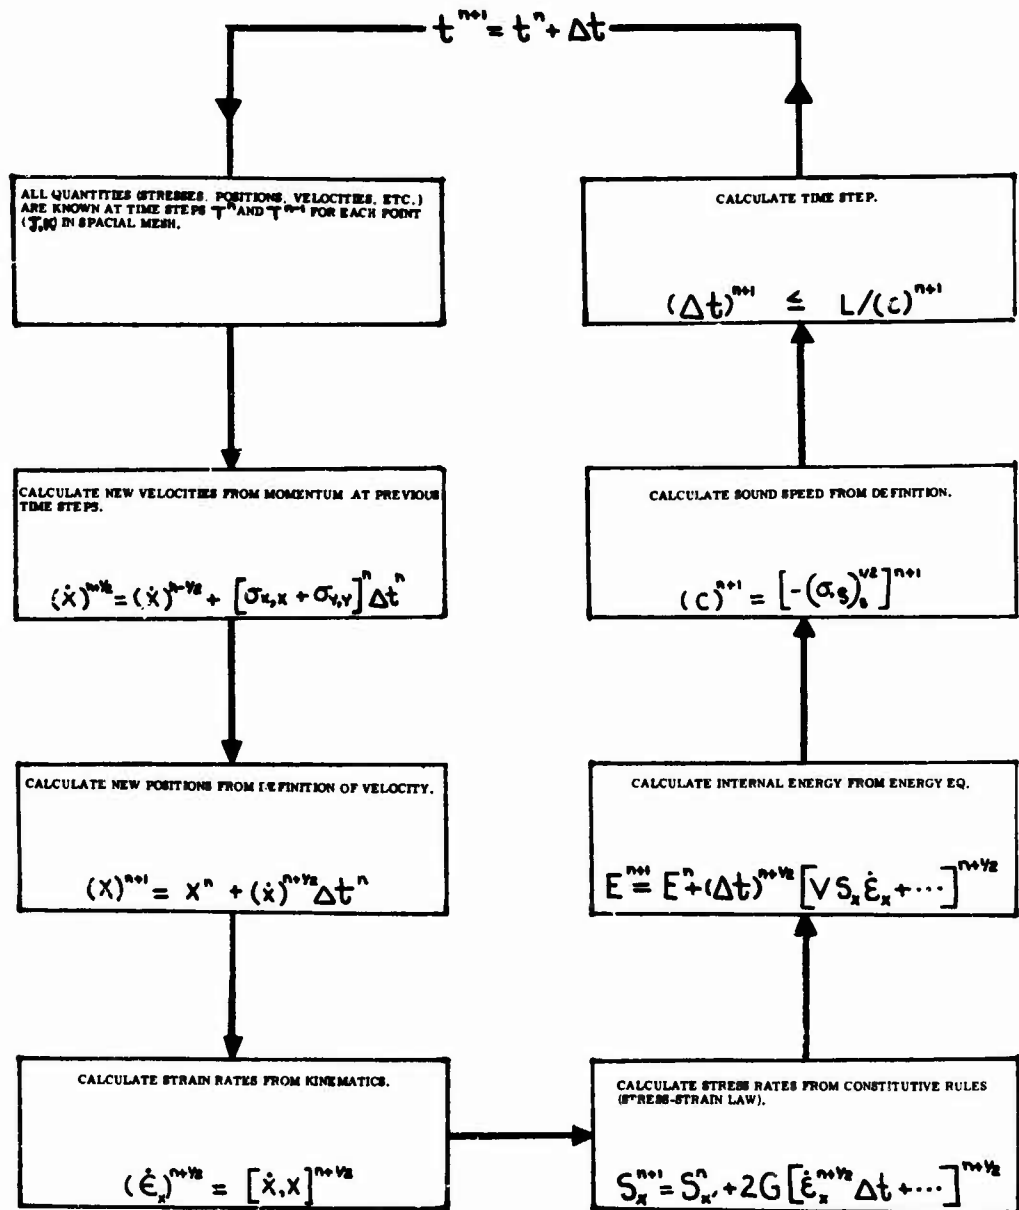 t^{n+1} = t^n + Δt
ALL QUANTITIES (STRESSES, POSITIONS, VELOCITIES, ETC.)
ARE KNOWN AT TIME STEPS T^n AND T^{n-1} FOR EACH POINT
(J,K) IN SPACIAL MESH.
CALCULATE NEW VELOCITIES FROM MOMENTUM AT PREVIOUS
TIME STEPS.
(ẋ)^{n+1/2} = (ẋ)^{n-1/2} + [σ_{x,x} + σ_{y,y}]^n Δt^n
CALCULATE NEW POSITIONS FROM DEFINITION OF VELOCITY.
(X)^{n+1} = X^n + (ẋ)^{n+1/2} Δt^n
CALCULATE STRAIN RATES FROM KINEMATICS.
(ϵ̇_x)^{n+1/2} = [ẋ,X]^{n+1/2}
CALCULATE STRESS RATES FROM CONSTITUTIVE RULES
(STRESS-STRAIN LAW).
S_x^{n+1} = S_x^n, + 2G [ε̇_x^{n+1/2} Δt + ⋯]^{n+1/2}
CALCULATE INTERNAL ENERGY FROM ENERGY EQ.
E^{n+1} = E^n + (Δt)^{n+1/2} [V S_x ε̇_x + ⋯]^{n+1/2}
CALCULATE SOUND SPEED FROM DEFINITION.
(C)^{n+1} = [-(σ,ρ)_s^{1/2}]^{n+1}
CALCULATE TIME STEP.
(Δt)^{n+1} ≤ L/(c)^{n+1}